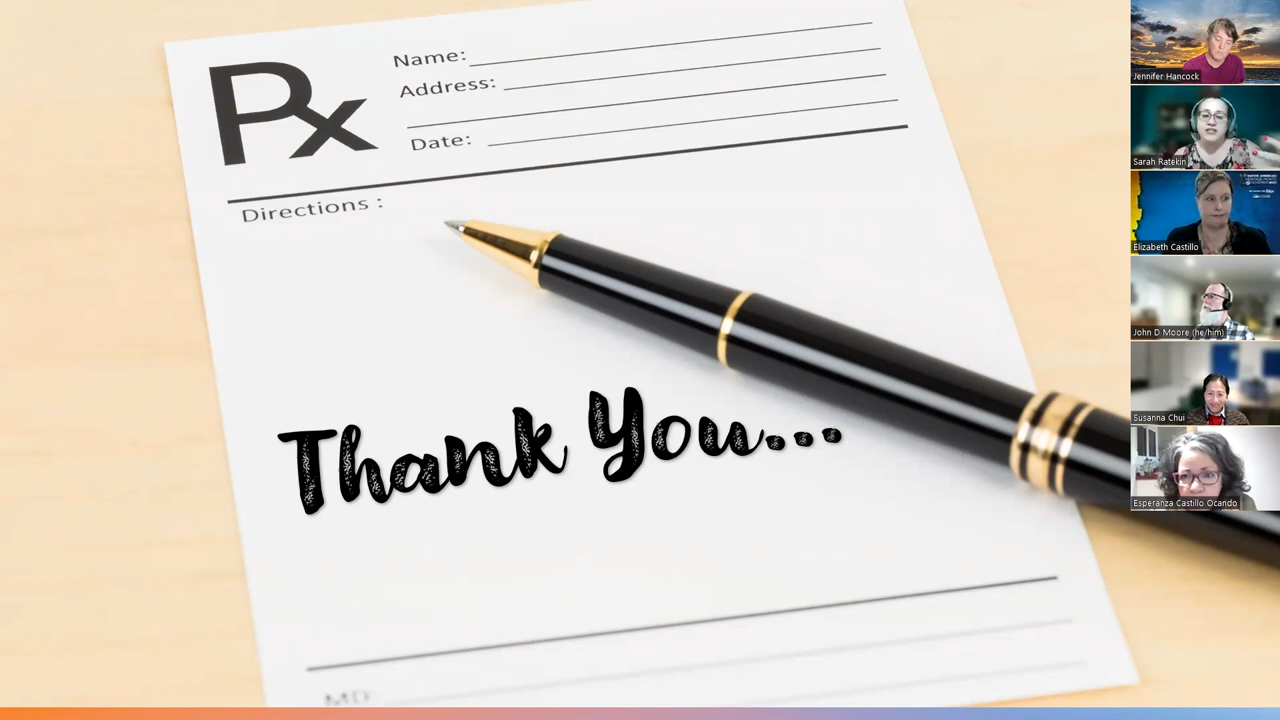 Rx
Name:
Address:
Date:
Directions :
Thank You...
MD:
Jennifer Hancock
Sarah Ratekin
Elizabeth Castillo
John D Moore (he/him)
Susanna Chui
Esperanza Castillo Ocando